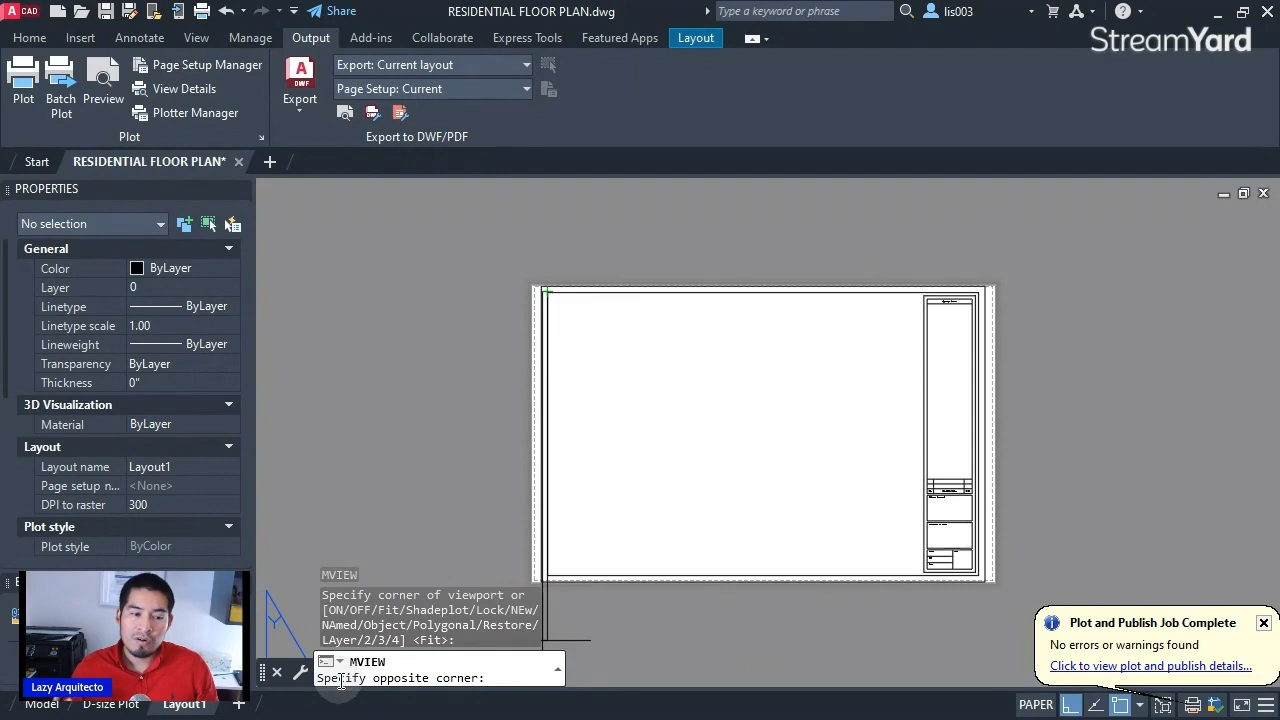 CAD
Share
RESIDENTIAL FLOOR PLAN.dwg
Type a keyword or phrase
lis003
StreamYard
Home
Insert
Annotate
View
Manage
Output
Add-ins
Collaborate
Express Tools
Featured Apps
Layout
Plot
Batch
Plot
Preview
Page Setup Manager
View Details
Plotter Manager
Plot
DWF
Export
Export: Current layout
Page Setup: Current
Export to DWF/PDF
Start
RESIDENTIAL FLOOR PLAN*
PROPERTIES
No selection
General
Color ByLayer
Layer 0
Linetype ByLayer
Linetype scale 1.00
Lineweight ByLayer
Transparency ByLayer
Thickness 0"
3D Visualization
Material ByLayer
Layout
Layout name Layout1
Page setup n... <None>
DPI to raster 300
Plot style
Plot style ByColor
Y
MVIEW
Specify corner of viewport or
[ON/OFF/Fit/Shadeplot/Lock/NEw/
NAmed/Object/Polygonal/Restore/
LAyer/2/3/4] <Fit>:
MVIEW
Specify opposite corner:
Lazy Arquitecto
Plot and Publish Job Complete
No errors or warnings found
Click to view plot and publish details...
Model
D-size Plot
Layout1
PAPER